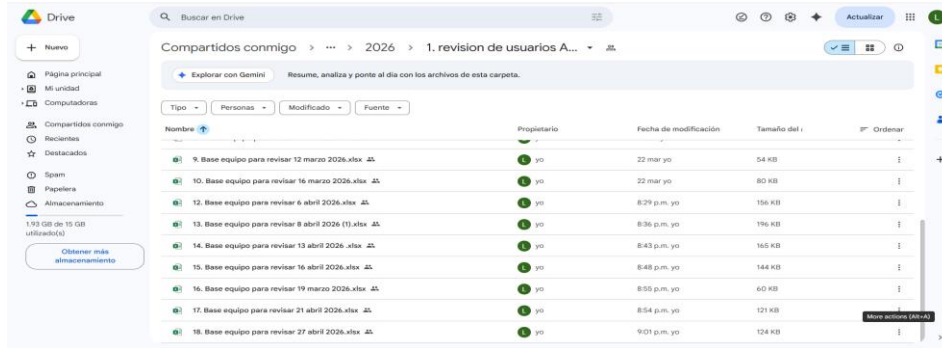 Drive
Buscar en Drive
Actualizar
L
Nuevo
Compartidos conmigo > ... > 2026 > 1. revision de usuarios A...
Explorar con Gemini
Resume, analiza y ponte al día con los archivos de esta carpeta.
Página principal
Mi unidad
Computadoras
Compartidos conmigo
Recientes
Destacados
Spam
Papelera
Almacenamiento
1.93 GB de 15 GB
utilizado(s)
Obtener más
almacenamiento
Tipo Personas Modificado Fuente
Nombre Propietario Fecha de modificación Tamaño del Ordenar
9. Base equipo para revisar 12 marzo 2026.xlsx L yo 22 mar yo 54 KB
10. Base equipo para revisar 16 marzo 2026.xlsx L yo 22 mar yo 80 KB
12. Base equipo para revisar 6 abril 2026.xlsx L yo 8:29 p.m. yo 156 KB
13. Base equipo para revisar 8 abril 2026 (1).xlsx L yo 8:36 p.m. yo 196 KB
14. Base equipo para revisar 13 abril 2026 .xlsx L yo 8:43 p.m. yo 165 KB
15. Base equipo para revisar 16 abril 2026.xlsx L yo 8:48 p.m. yo 144 KB
16. Base equipo para revisar 19 marzo 2026.xlsx L yo 8:55 p.m. yo 60 KB
17. Base equipo para revisar 21 abril 2026.xlsx L yo 8:54 p.m. yo 121 KB
More actions (Alt+A)
18. Base equipo para revisar 27 abril 2026.xlsx L yo 9:01 p.m. yo 124 KB